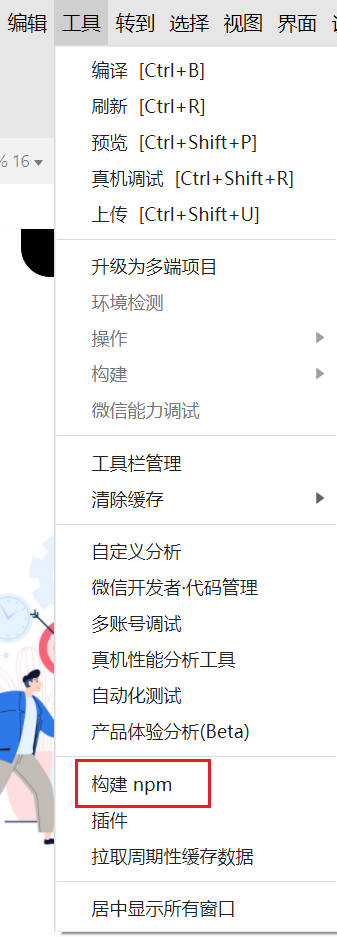 编辑 工具 转到 选择 视图 界面
% 16
编译 [Ctrl+B]
刷新 [Ctrl+R]
预览 [Ctrl+Shift+P]
真机调试 [Ctrl+Shift+R]
上传 [Ctrl+Shift+U]
升级为多端项目
环境检测
操作
构建
微信能力调试
工具栏管理
清除缓存
自定义分析
微信开发者·代码管理
多账号调试
真机性能分析工具
自动化测试
产品体验分析(Beta)
构建 npm
插件
拉取周期性缓存数据
居中显示所有窗口